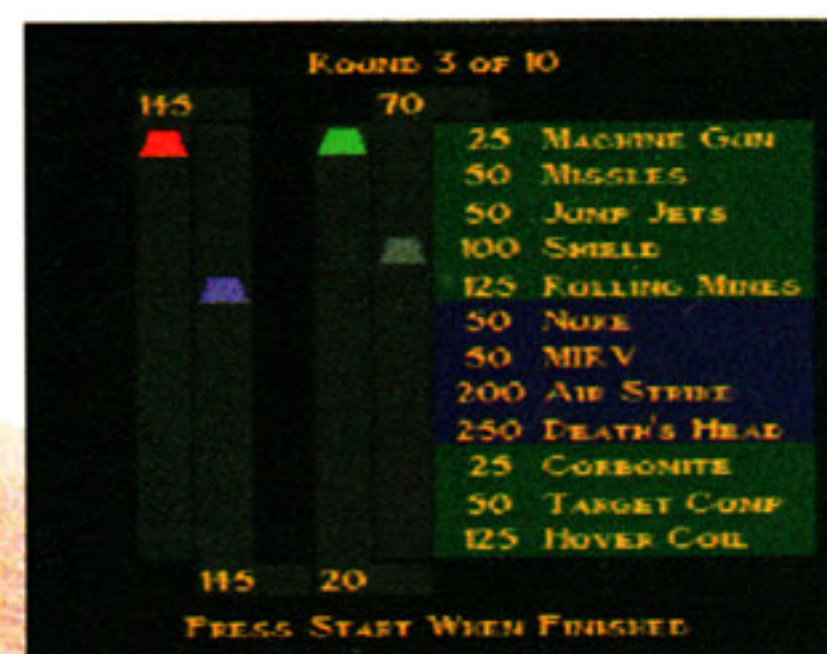 ROUND 3 OF 10
145 70
25 MACHINE GUN
50 MISSLES
50 JUMP JETS
100 SHIELD
125 ROLLING MINES
50 NUKE
50 MIRV
200 AIR STRIKE
250 DEATH'S HEAD
25 CORBONITE
50 TARGET COMP
125 HOVER COIL
145 20
PRESS START WHEN FINISHED